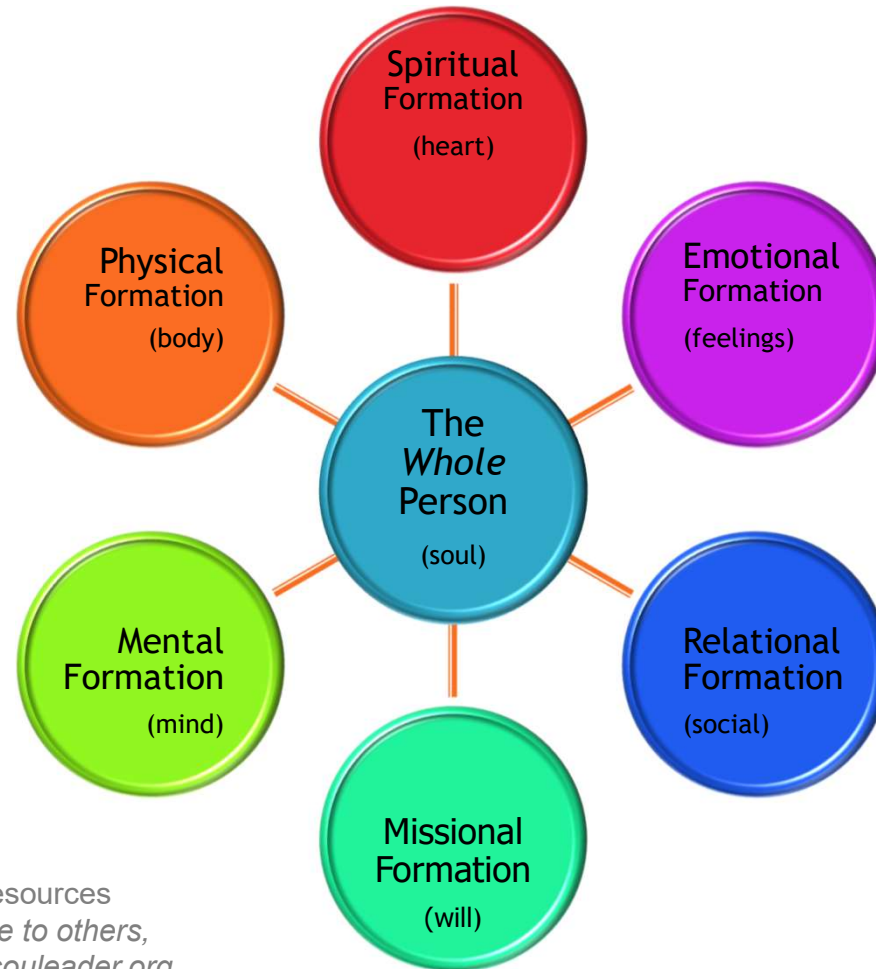 Spiritual
Formation
(heart)
Emotional
Formation
(feelings)
Relational
Formation
(social)
Missional
Formation
(will)
Mental
Formation
(mind)
Physical
Formation
(body)
The
Whole
Person
(soul)
to others,